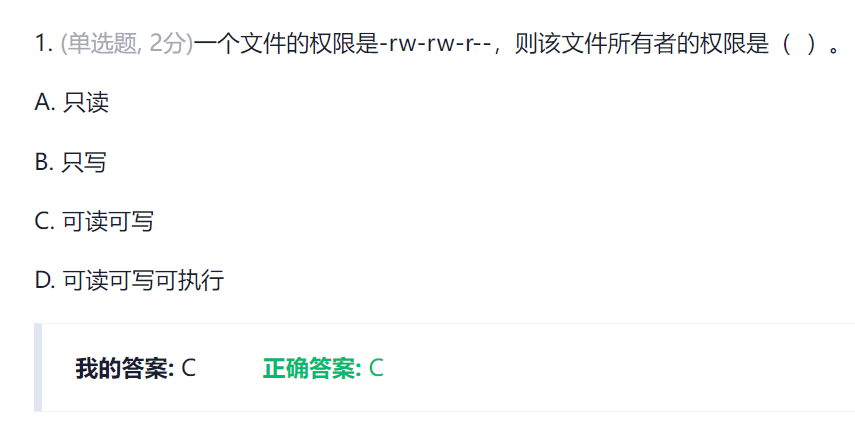 1. (单选题, 2分)一个文件的权限是-rw-rw-r--，则该文件所有者的权限是（  ）。
A. 只读
B. 只写
C. 可读可写
D. 可读可写可执行
我的答案: C 正确答案: C